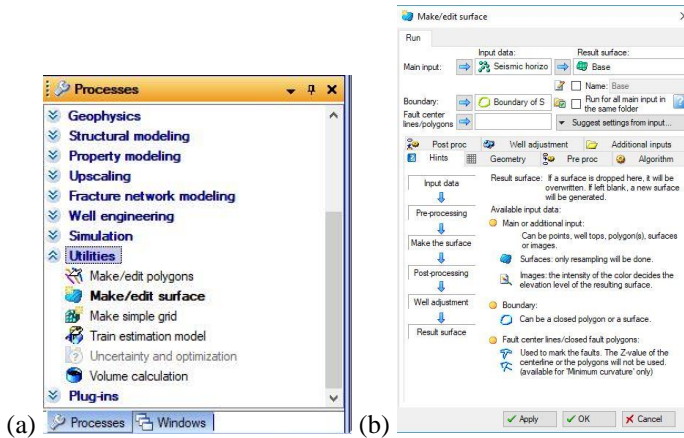 Processes
Geophysics
Structural modeling
Property modeling
Upscaling
Fracture network modeling
Well engineering
Simulation
Utilities
Make/edit polygons
Make/edit surface
Make simple grid
Train estimation model
Uncertainty and optimization
Volume calculation
Plug-ins
(a) Processes Windows
(b)
Make/edit surface
Run
Input data: Result surface:
Main input: Seismic horizo Base
Name: Base
Boundary: Boundary of S Run for all main input in
the same folder
Fault center
lines/polygons Suggest settings from input...
Post proc Well adjustment Additional inputs
Hints Geometry Pre proc Algorithm
Input data
Pre-processing
Make the surface
Post-processing
Well adjustment
Result surface
Result surface: If a surface is dropped here, it will be
overwritten. If left blank, a new surface
will be generated.
Available input data:
Main or additional input:
Can be points, well tops, polygon(s), surfaces
or images.
Surfaces: only resampling will be done.
Images: the intensity of the color decides the
elevation level of the resulting surface.
Boundary:
Can be a closed polygon or a surface.
Fault center lines/closed fault polygons:
Used to mark the faults. The Z-value of the
centerline or the polygons will not be used.
(available for 'Minimum curvature' only)
Apply OK Cancel